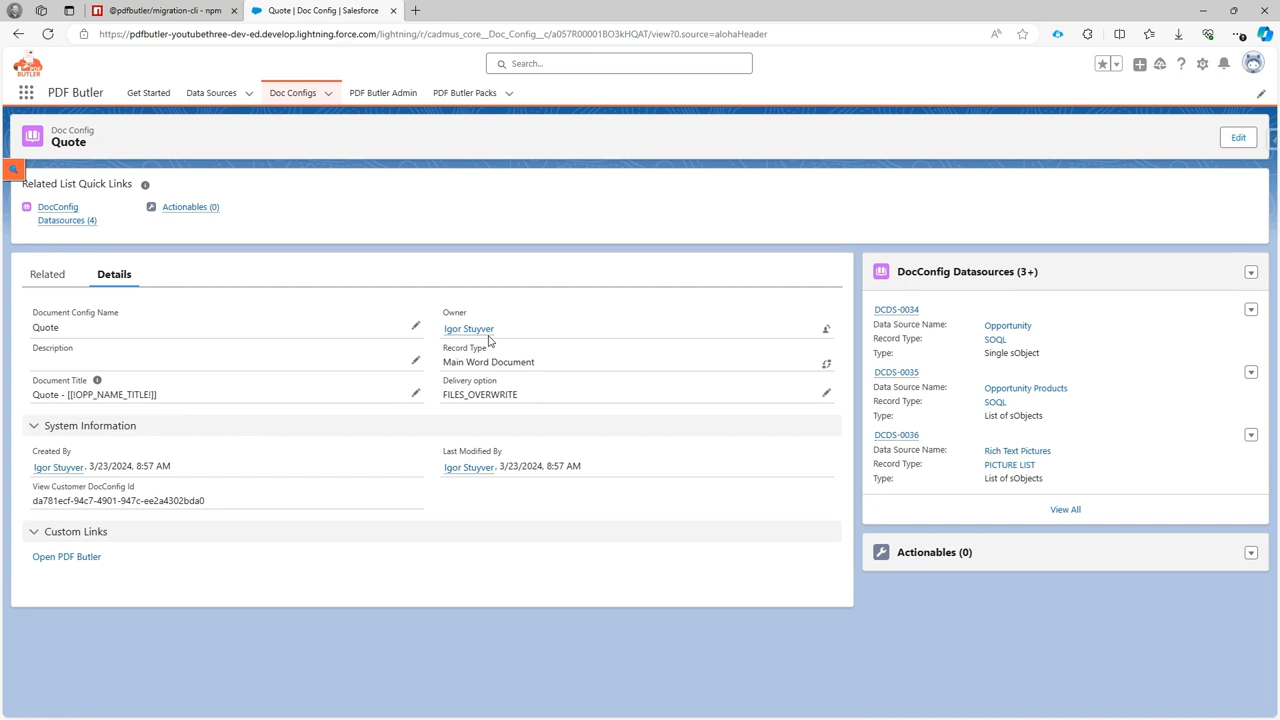 @pdfbutler/migration-cli - npm
Quote | Doc Config | Salesforce
https://pdfbutler-youtubethree-dev-ed.develop.lightning.force.com/lightning/r/cadmus_core__Doc_Config__c/a057R00001BO3kHQAT/view?0.source=alohaHeader
PDF
BUTLER
Search...
PDF Butler
Get Started
Data Sources
Doc Configs
PDF Butler Admin
PDF Butler Packs
Doc Config
Quote
Edit
Related List Quick Links
DocConfig
Datasources (4)
Actionables (0)
Related
Details
Document Config Name
Quote
Owner
Igor Stuyver
Description
Record Type
Main Word Document
Document Title
Quote - [[!OPP_NAME_TITLE!]]
Delivery option
FILES_OVERWRITE
System Information
Created By
Igor Stuyver, 3/23/2024, 8:57 AM
Last Modified By
Igor Stuyver, 3/23/2024, 8:57 AM
View Customer DocConfig Id
da781ecf-94c7-4901-947c-ee2a4302bda0
Custom Links
Open PDF Butler
DocConfig Datasources (3+)
DCDS-0034
Data Source Name: Opportunity
Record Type: SOQL
Type: Single sObject
DCDS-0035
Data Source Name: Opportunity Products
Record Type: SOQL
Type: List of sObjects
DCDS-0036
Data Source Name: Rich Text Pictures
Record Type: PICTURE LIST
Type: List of sObjects
View All
Actionables (0)